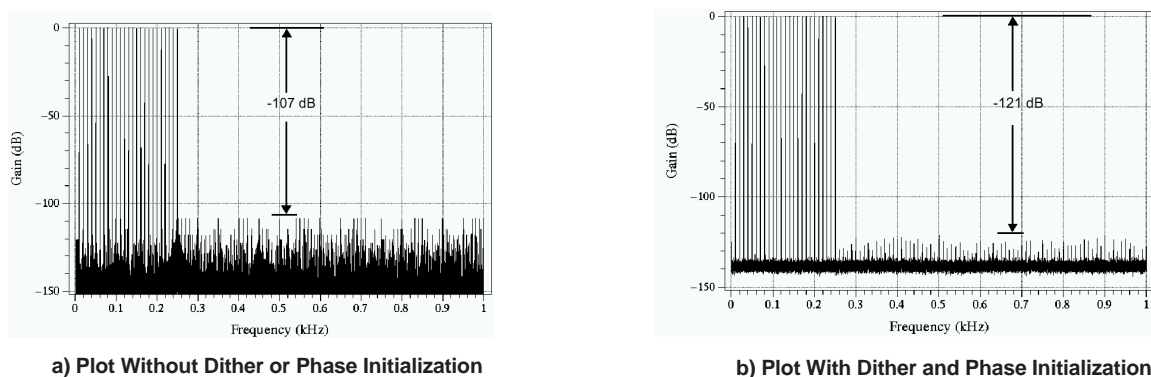 0
−50
−100
−150
Gain (dB)
-107 dB
0 0.1 0.2 0.3 0.4 0.5 0.6 0.7 0.8 0.9 1
Frequency (kHz)
a) Plot Without Dither or Phase Initialization
0
−50
−100
−150
Gain (dB)
-121 dB
0 0.1 0.2 0.3 0.4 0.5 0.6 0.7 0.8 0.9 1
Frequency (kHz)
b) Plot With Dither and Phase Initialization